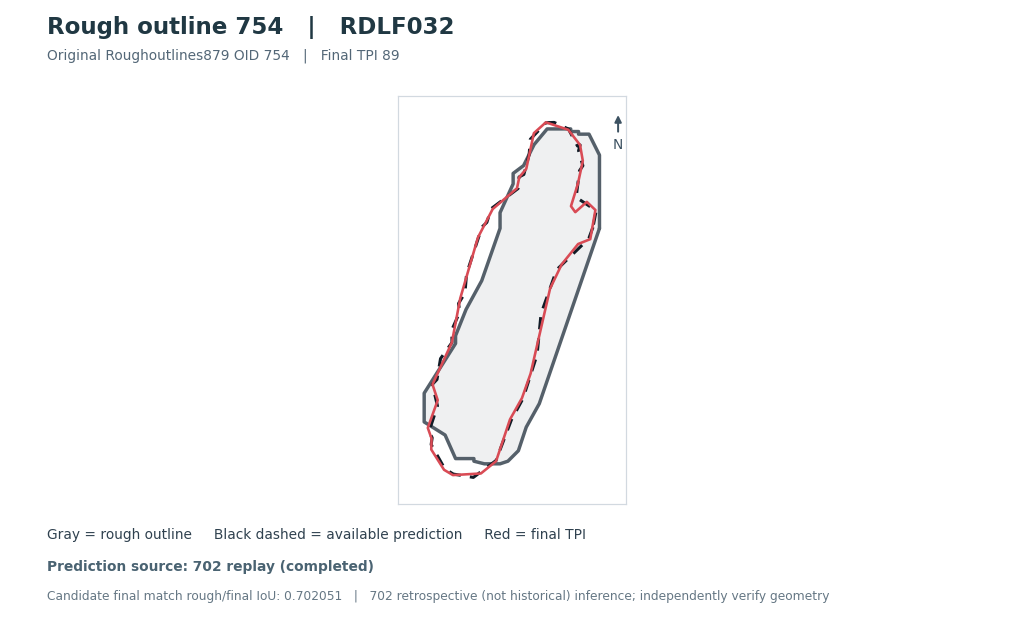 Rough outline 754   |   RDLF032
Original Roughoutlines879 OID 754   |   Final TPI 89
N
Gray = rough outline     Black dashed = available prediction     Red = final TPI
Prediction source: 702 replay (completed)
Candidate final match rough/final IoU: 0.702051   |   702 retrospective (not historical) inference; independently verify geometry